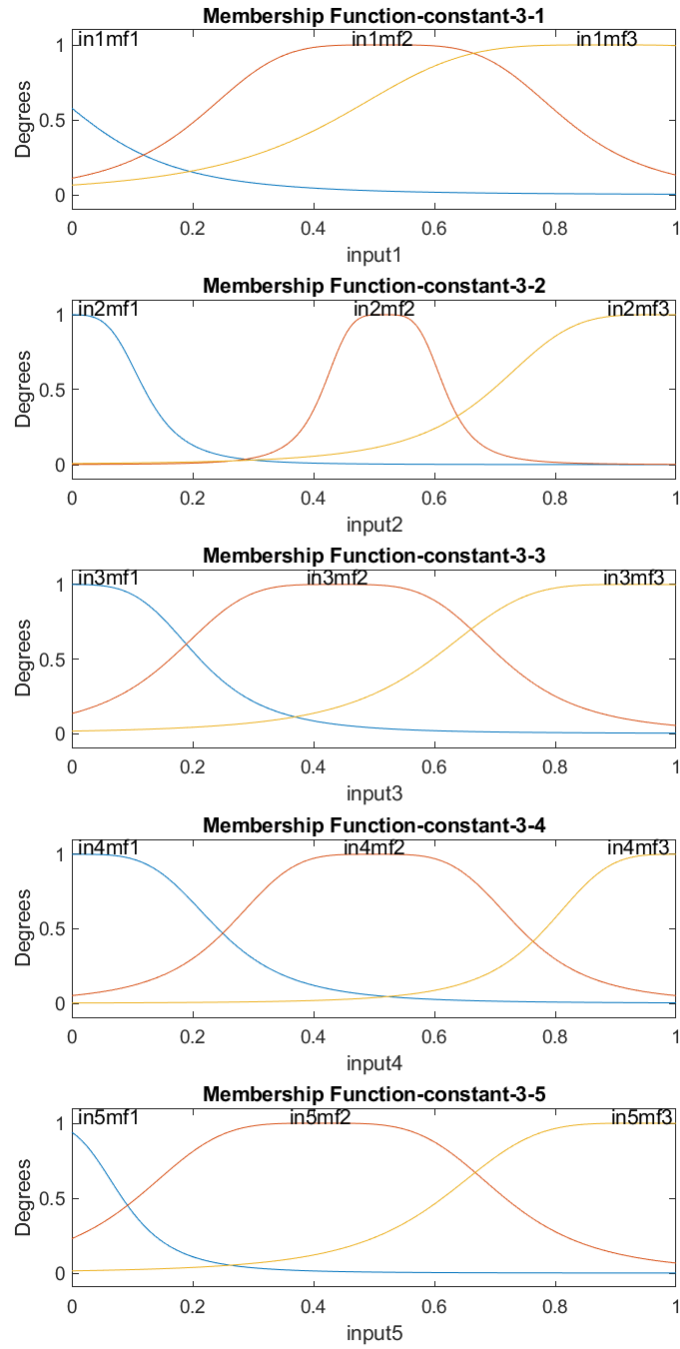 Membership Function-constant-3-1
in1mf1 in1mf2 in1mf3
1
0.5
0
Degrees
0 0.2 0.4 0.6 0.8 1
input1
Membership Function-constant-3-2
in2mf1 in2mf2 in2mf3
1
0.5
0
Degrees
0 0.2 0.4 0.6 0.8 1
input2
Membership Function-constant-3-3
in3mf1 in3mf2 in3mf3
1
0.5
0
Degrees
0 0.2 0.4 0.6 0.8 1
input3
Membership Function-constant-3-4
in4mf1 in4mf2 in4mf3
1
0.5
0
Degrees
0 0.2 0.4 0.6 0.8 1
input4
Membership Function-constant-3-5
in5mf1 in5mf2 in5mf3
1
0.5
0
Degrees
0 0.2 0.4 0.6 0.8 1
input5